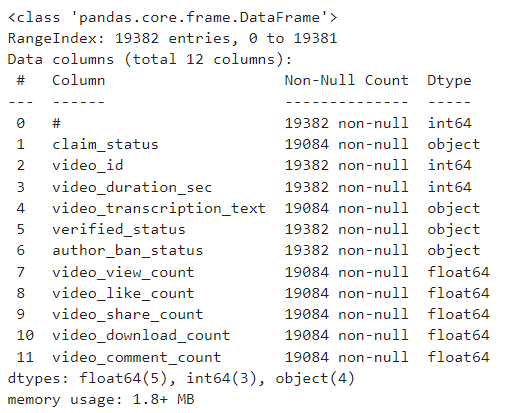 <class 'pandas.core.frame.DataFrame'>
RangeIndex: 19382 entries, 0 to 19381
Data columns (total 12 columns):
 #   Column                    Non-Null Count  Dtype
---  ------                    --------------  -----
 0   #                         19382 non-null  int64
 1   claim_status              19084 non-null  object
 2   video_id                  19382 non-null  int64
 3   video_duration_sec        19382 non-null  int64
 4   video_transcription_text  19084 non-null  object
 5   verified_status           19382 non-null  object
 6   author_ban_status         19382 non-null  object
 7   video_view_count          19084 non-null  float64
 8   video_like_count          19084 non-null  float64
 9   video_share_count         19084 non-null  float64
 10  video_download_count      19084 non-null  float64
 11  video_comment_count       19084 non-null  float64
dtypes: float64(5), int64(3), object(4)
memory usage: 1.8+ MB